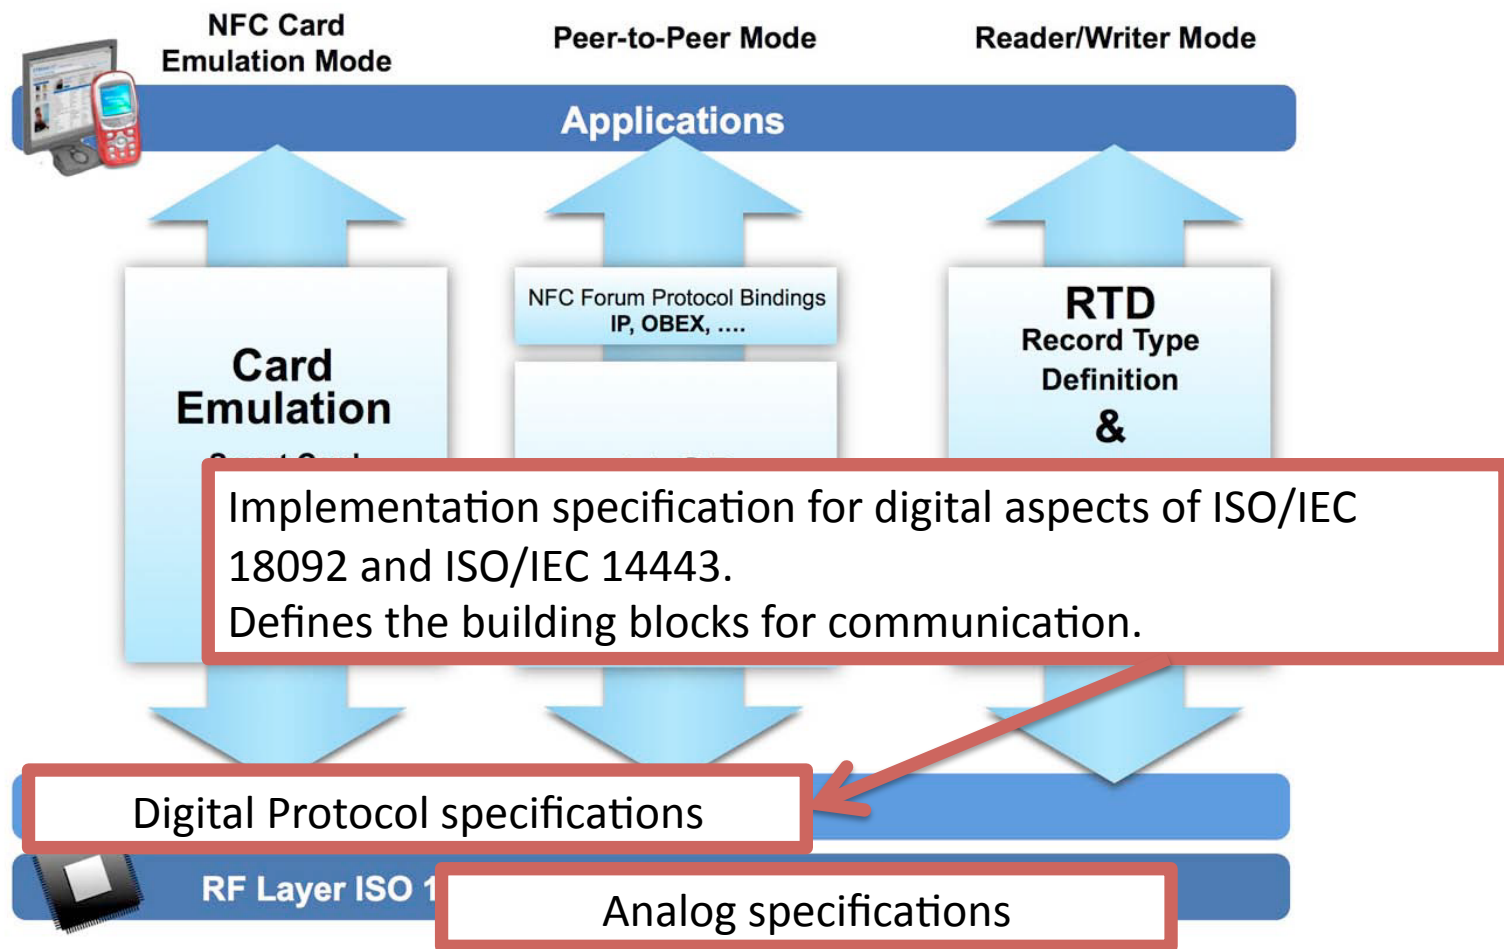 NFC Card
Emulation Mode
Peer-to-Peer Mode
Reader/Writer Mode
Applications
NFC Forum Protocol Bindings
IP, OBEX, ....
RTD
Record Type
Definition
&
Card
Emulation
Implementation specification for digital aspects of ISO/IEC
18092 and ISO/IEC 14443.
Defines the building blocks for communication.
Digital Protocol specifications
RF Layer ISO 1
Analog specifications